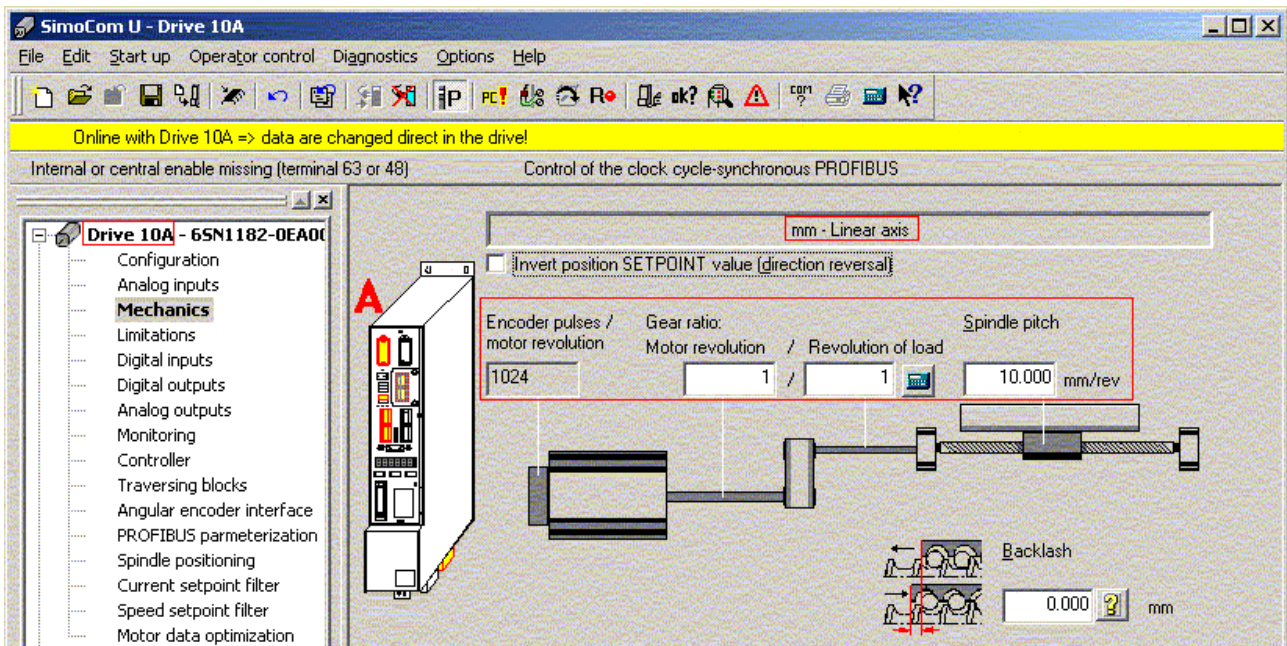 SimoCom U - Drive 10A
File Edit Start up Operator control Diagnostics Options Help
P PC! R ok? COM ?
Online with Drive 10A => data are changed direct in the drive!
Internal or central enable missing (terminal 63 or 48) Control of the clock cycle-synchronous PROFIBUS
Drive 10A - 6SN1182-0EA0(
Configuration
Analog inputs
Mechanics
Limitations
Digital inputs
Digital outputs
Analog outputs
Monitoring
Controller
Traversing blocks
Angular encoder interface
PROFIBUS parmeterization
Spindle positioning
Current setpoint filter
Speed setpoint filter
Motor data optimization
mm - Linear axis
Invert position SETPOINT value (direction reversal)
A
Encoder pulses / motor revolution
Gear ratio:
Motor revolution / Revolution of load
Spindle pitch
1024
1 / 1
10.000 mm/rev
Backlash
0.000 ? mm